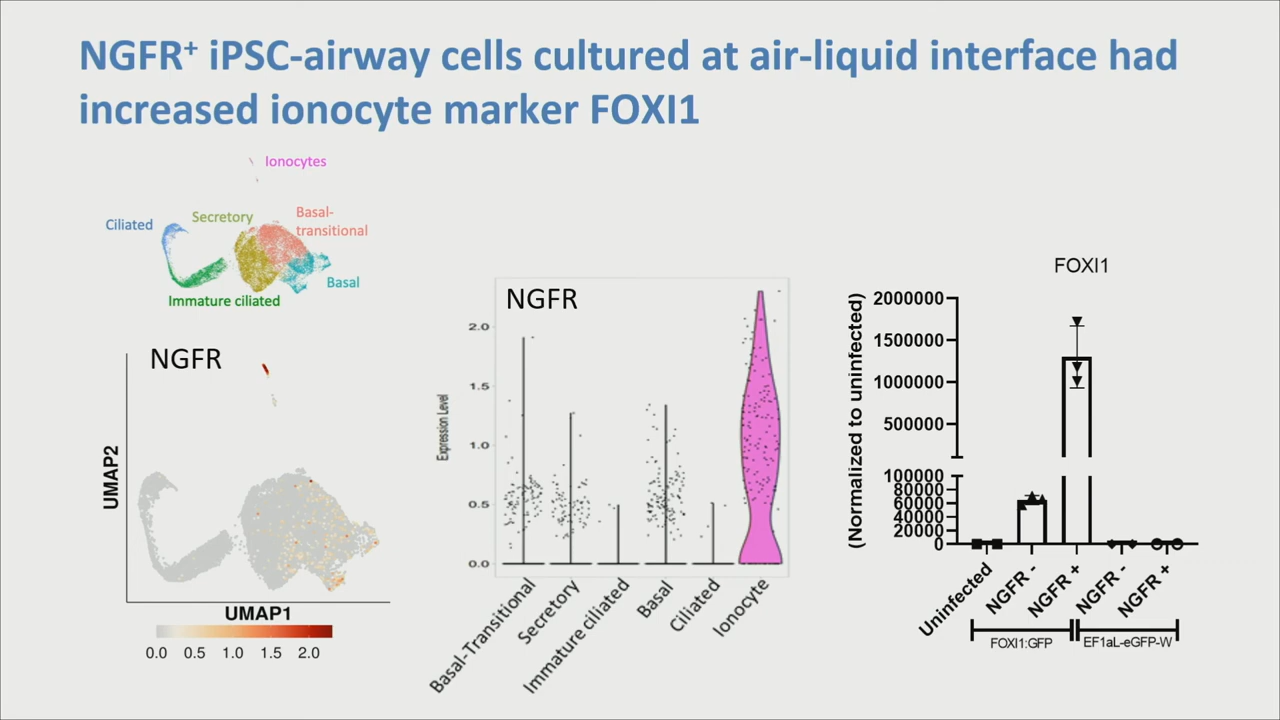 NGFR⁺ iPSC-airway cells cultured at air-liquid interface had
increased ionocyte marker FOXI1
Ionocytes
Ciliated
Secretory
Basal-
transitional
Basal
Immature ciliated
NGFR
UMAP2
UMAP1
0.0 0.5 1.0 1.5 2.0
NGFR
Expression Level
2.0
1.5
1.0
0.5
0.0
Basal-Transitional
Secretory
Immature ciliated
Basal
Ciliated
Ionocyte
FOXI1
(Normalized to uninfected)
2000000
1500000
1000000
500000
100000
80000
60000
40000
20000
0
Uninfected
NGFR -
NGFR +
NGFR -
NGFR +
FOXI1:GFP
EF1aL-eGFP-W